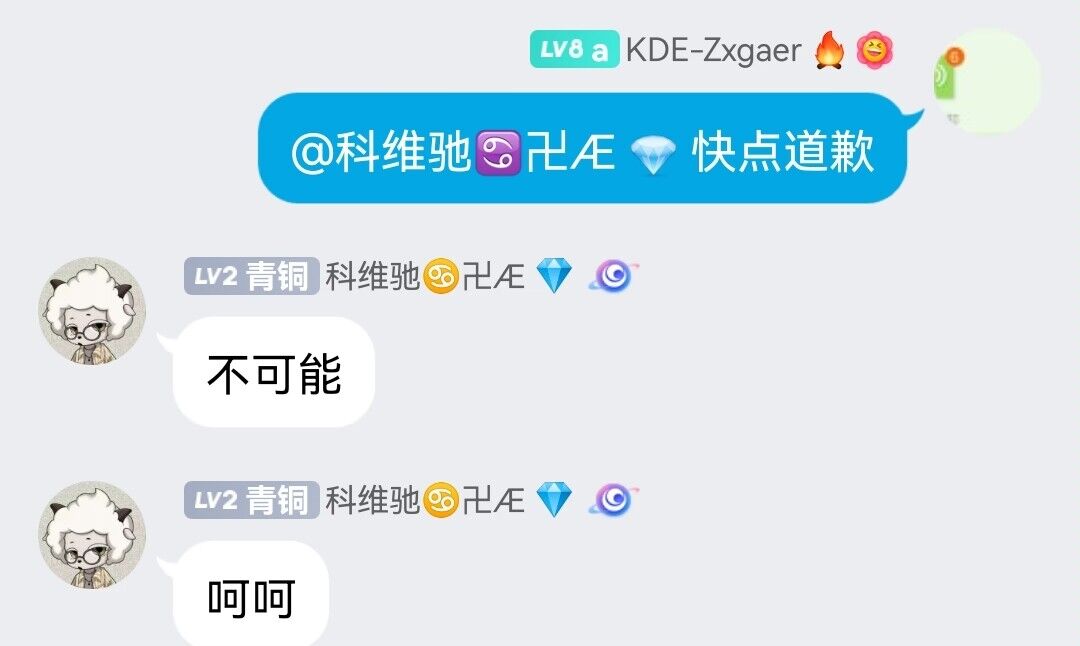 LV8 a KDE-Zxgaer 🔥
@科维驰♋卍Æ 💎 快点道歉
LV2 青铜 科维驰♋卍Æ 💎
不可能
LV2 青铜 科维驰♋卍Æ 💎
呵呵